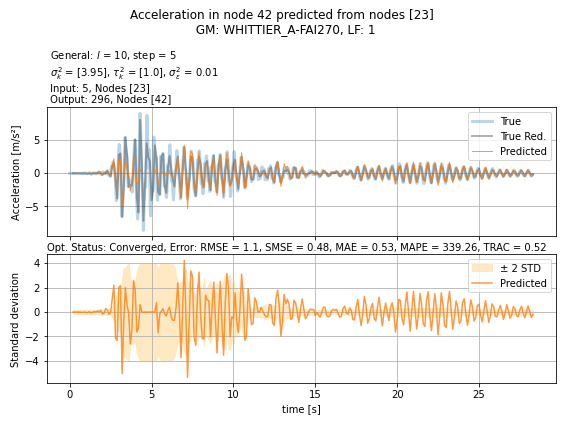 Acceleration in node 42 predicted from nodes [23]
GM: WHITTIER_A-FAI270, LF: 1
General: l = 10, step = 5
σ²ₖ = [3.95], τ²ₖ = [1.0], σ²ε = 0.01
Input: 5, Nodes [23]
Output: 296, Nodes [42]
Acceleration [m/s²]
5
0
−5
True
True Red.
Predicted
Opt. Status: Converged, Error: RMSE = 1.1, SMSE = 0.48, MAE = 0.53, MAPE = 339.26, TRAC = 0.52
Standard deviation
4
2
0
−2
−4
± 2 STD
Predicted
0 5 10 15 20 25
time [s]